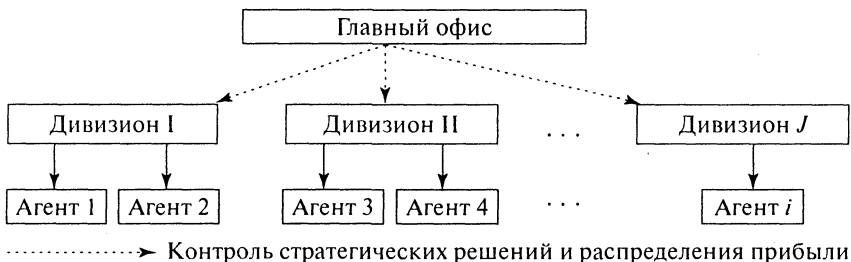 Главный офис
Дивизион I Дивизион II ... Дивизион J
Агент 1 Агент 2 Агент 3 Агент 4 ... Агент i
Контроль стратегических решений и распределения прибыли